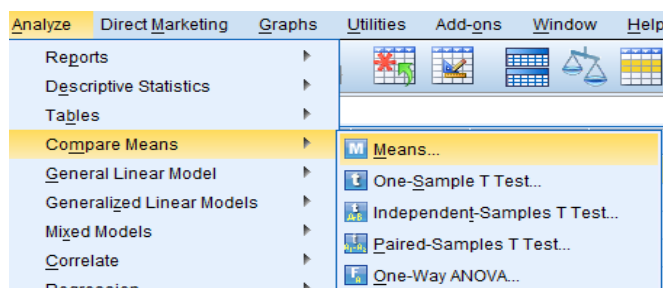 Analyze Direct Marketing Graphs Utilities Add-ons Window Help
Reports
Descriptive Statistics
Tables
Compare Means
General Linear Model
Generalized Linear Models
Mixed Models
Correlate
Means...
One-Sample T Test...
Independent-Samples T Test...
Paired-Samples T Test...
One-Way ANOVA...